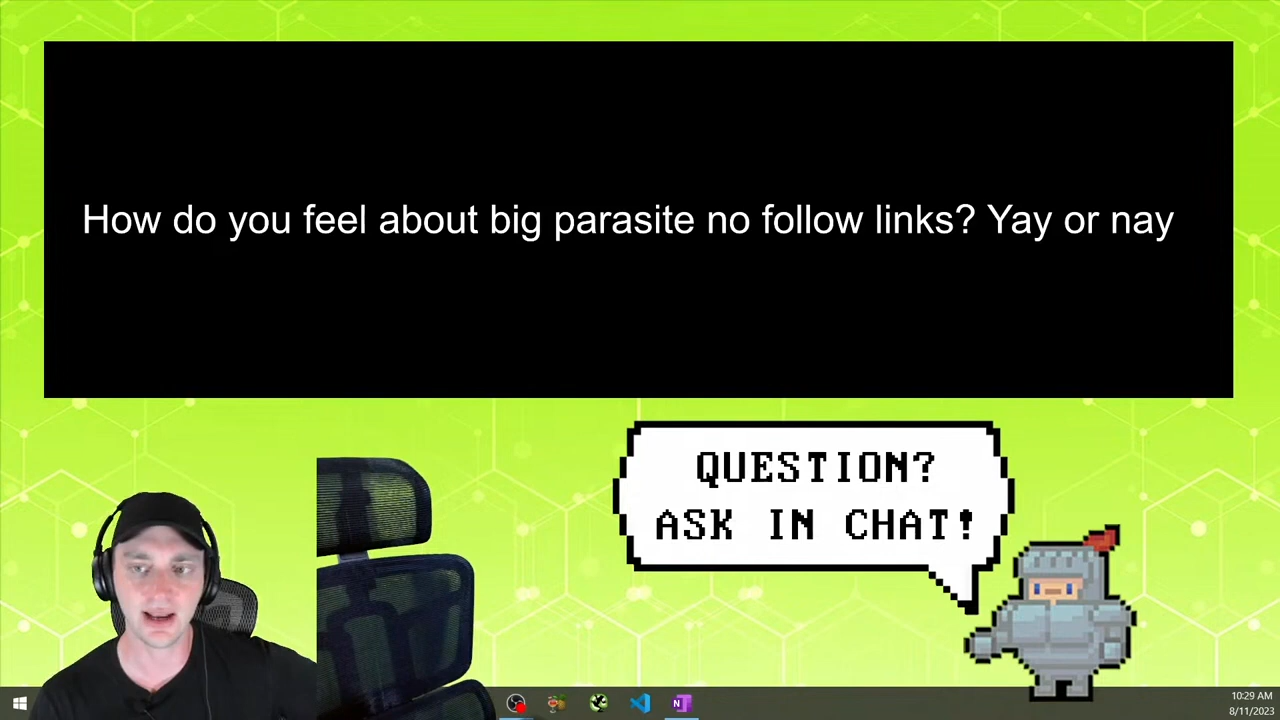 How do you feel about big parasite no follow links? Yay or nay
QUESTION?
ASK IN CHAT!
N
10:29 AM
8/11/2023